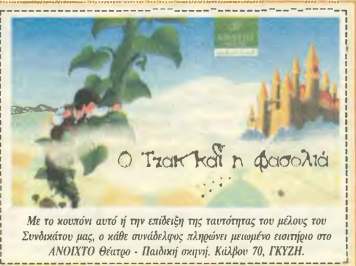 ΑΝΟΙΧΤΟ
Ο Τζακ και η φασολιά
Με το κουπόνι αυτό ή την επίδειξη της ταυτότητας του μέλους του
Συνδικάτου μας, ο κάθε συνάδελφος πληρώνει μειωμένο εισιτήριο στο
ΑΝΟΙΧΤΟ Θέατρο - Παιδική σκηνή. Κάλβου 70, ΓΚΥΖΗ.